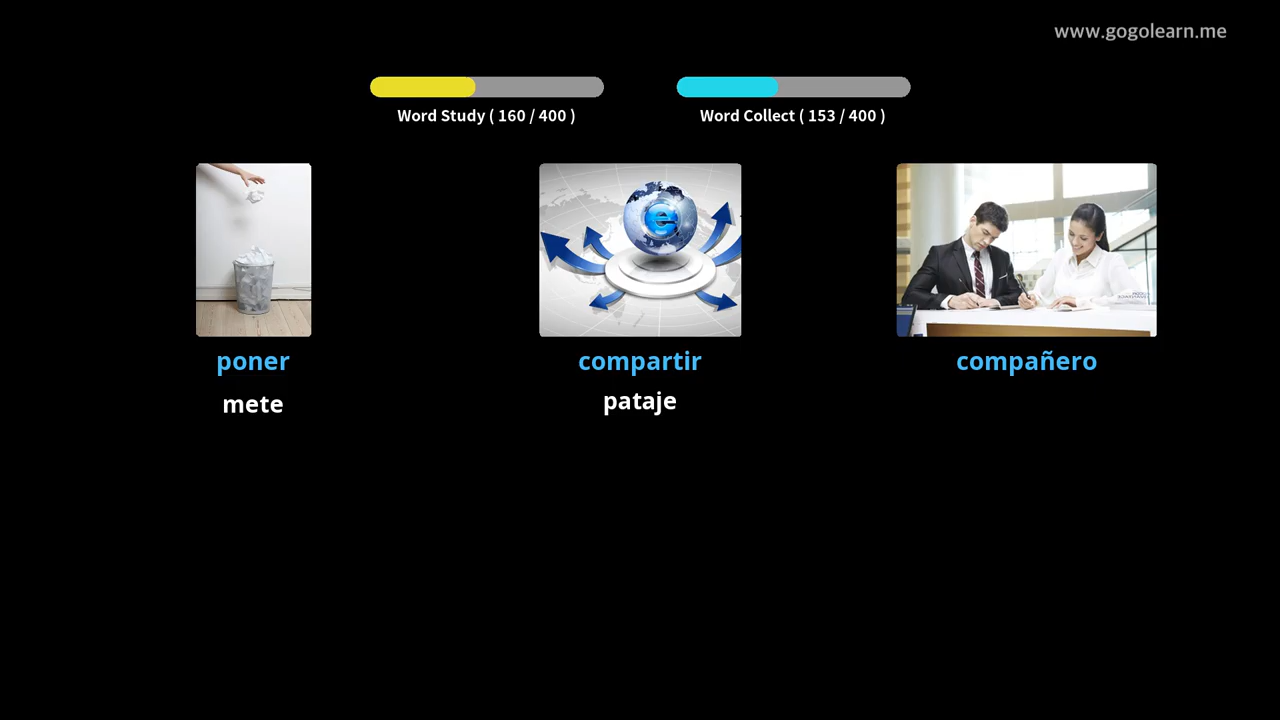 www.gogolearn.me
Word Study ( 160 / 400 )
Word Collect ( 153 / 400 )
poner
compartir
compañero
mete
pataje